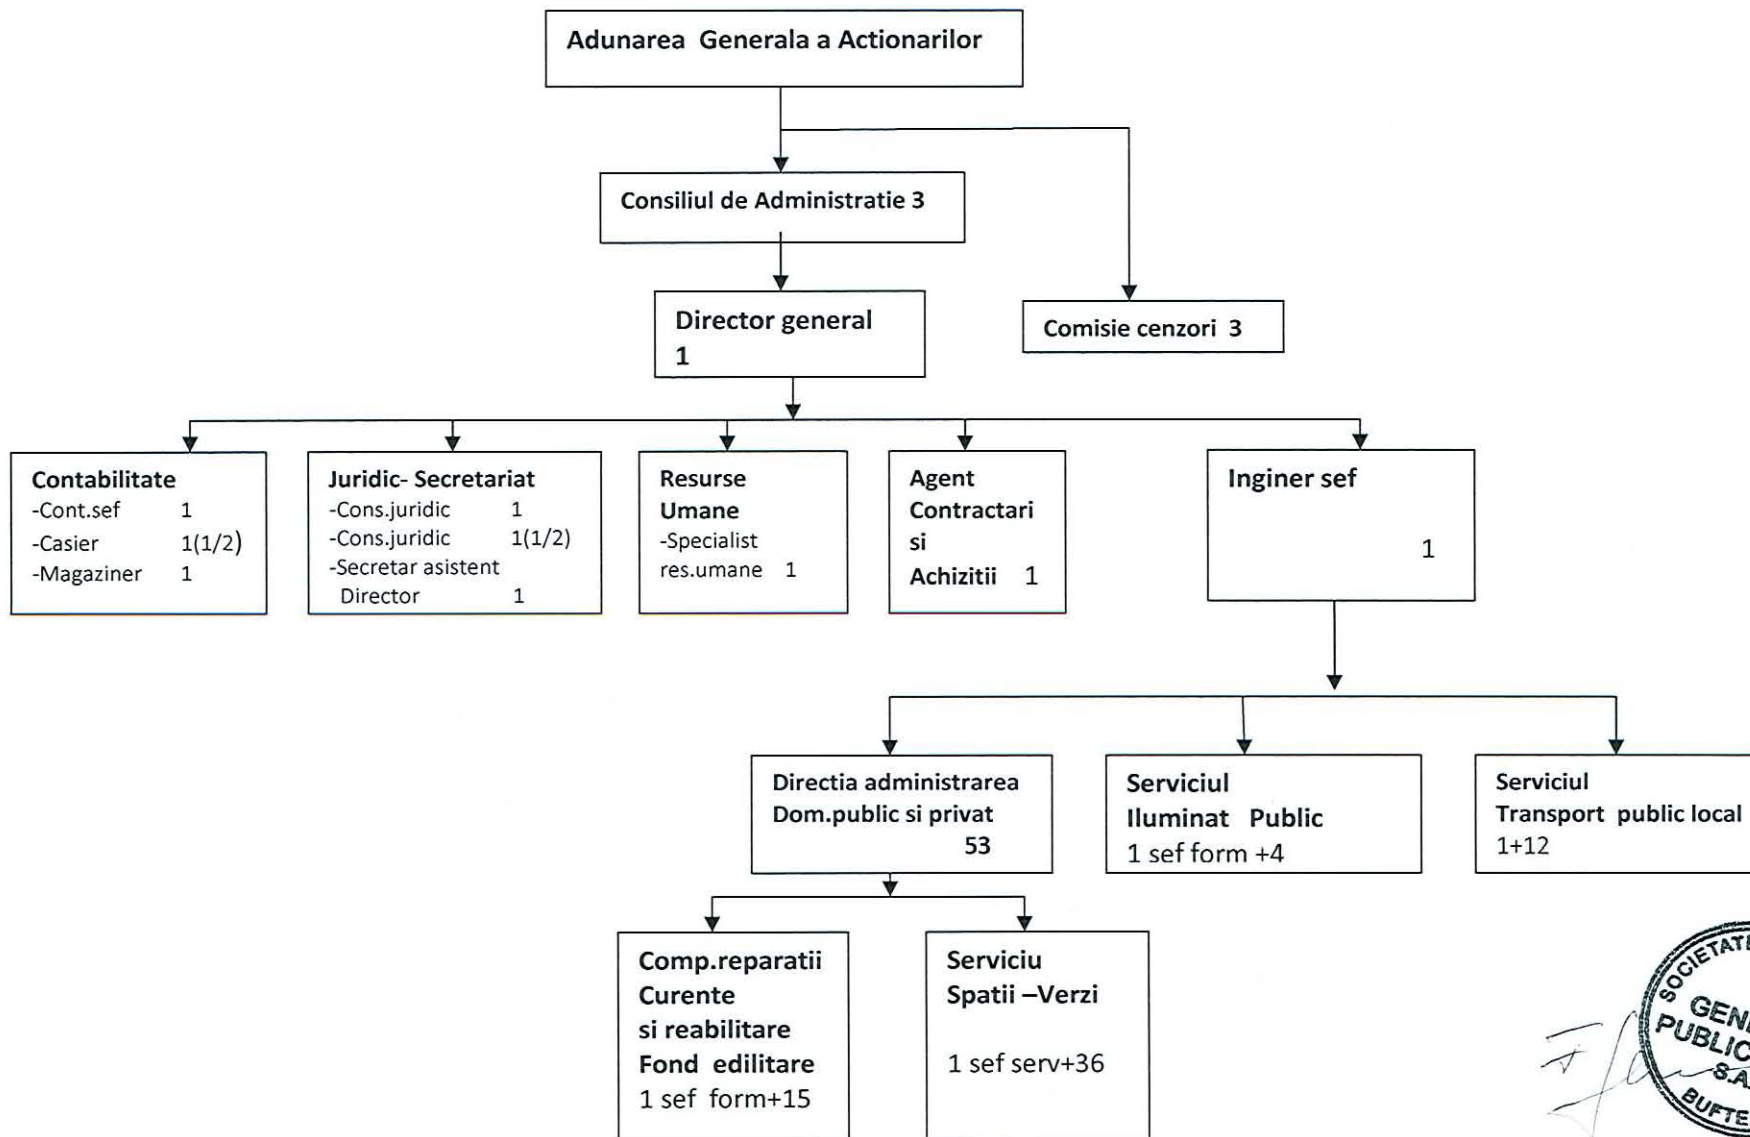 Adunarea Generala a Actionarilor
Consiliul de Administratie 3
Director general
1
Comisie cenzori 3
Contabilitate
-Cont.sef 1
-Casier 1(1/2)
-Magaziner 1
Juridic- Secretariat
-Cons.juridic 1
-Cons.juridic 1(1/2)
-Secretar asistent
Director 1
Resurse
Umane
-Specialist
res.umane 1
Agent
Contractari
si
Achizitii 1
Inginer sef
1
Directia administrarea
Dom.public si privat
53
Serviciul
Iluminat Public
1 sef form +4
Serviciul
Transport public local
1+12
Comp.reparatii
Curente
si reabilitare
Fond edilitare
1 sef form+15
Serviciu
Spatii –Verzi
1 sef serv+36